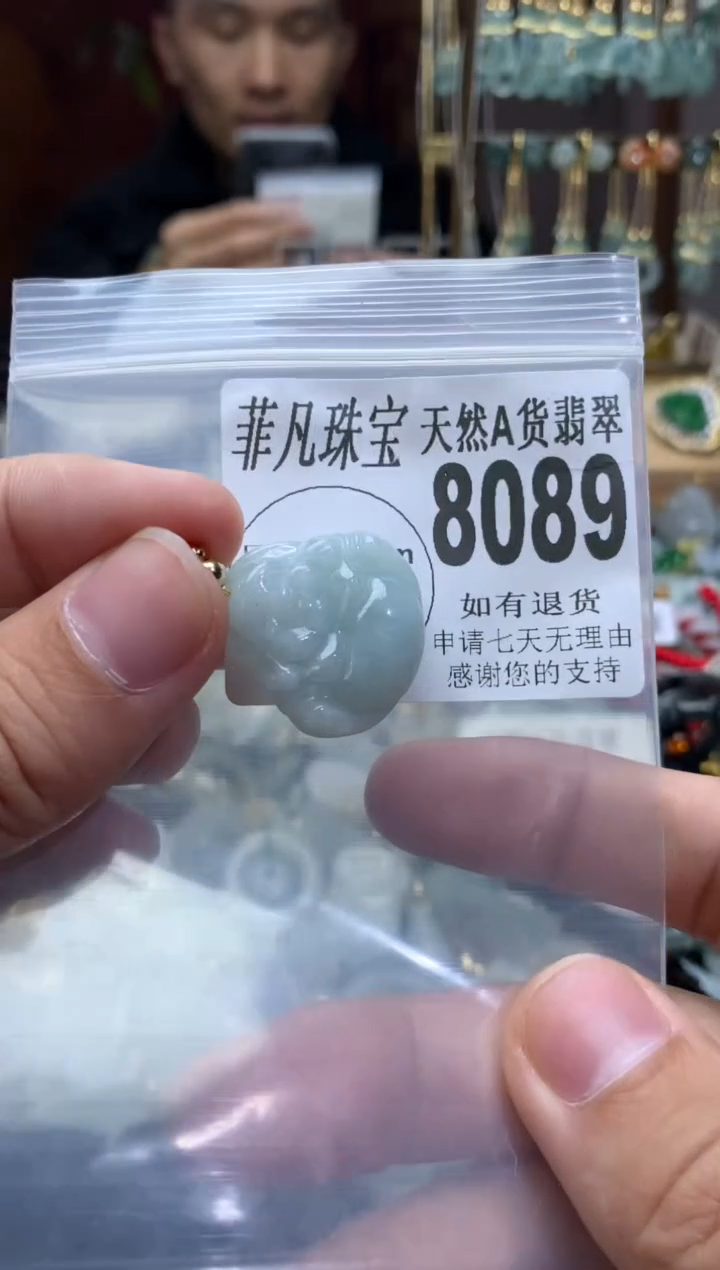 菲凡珠宝 天然A货翡翠
8089
如有退货
申请七天无理由
感谢您的支持